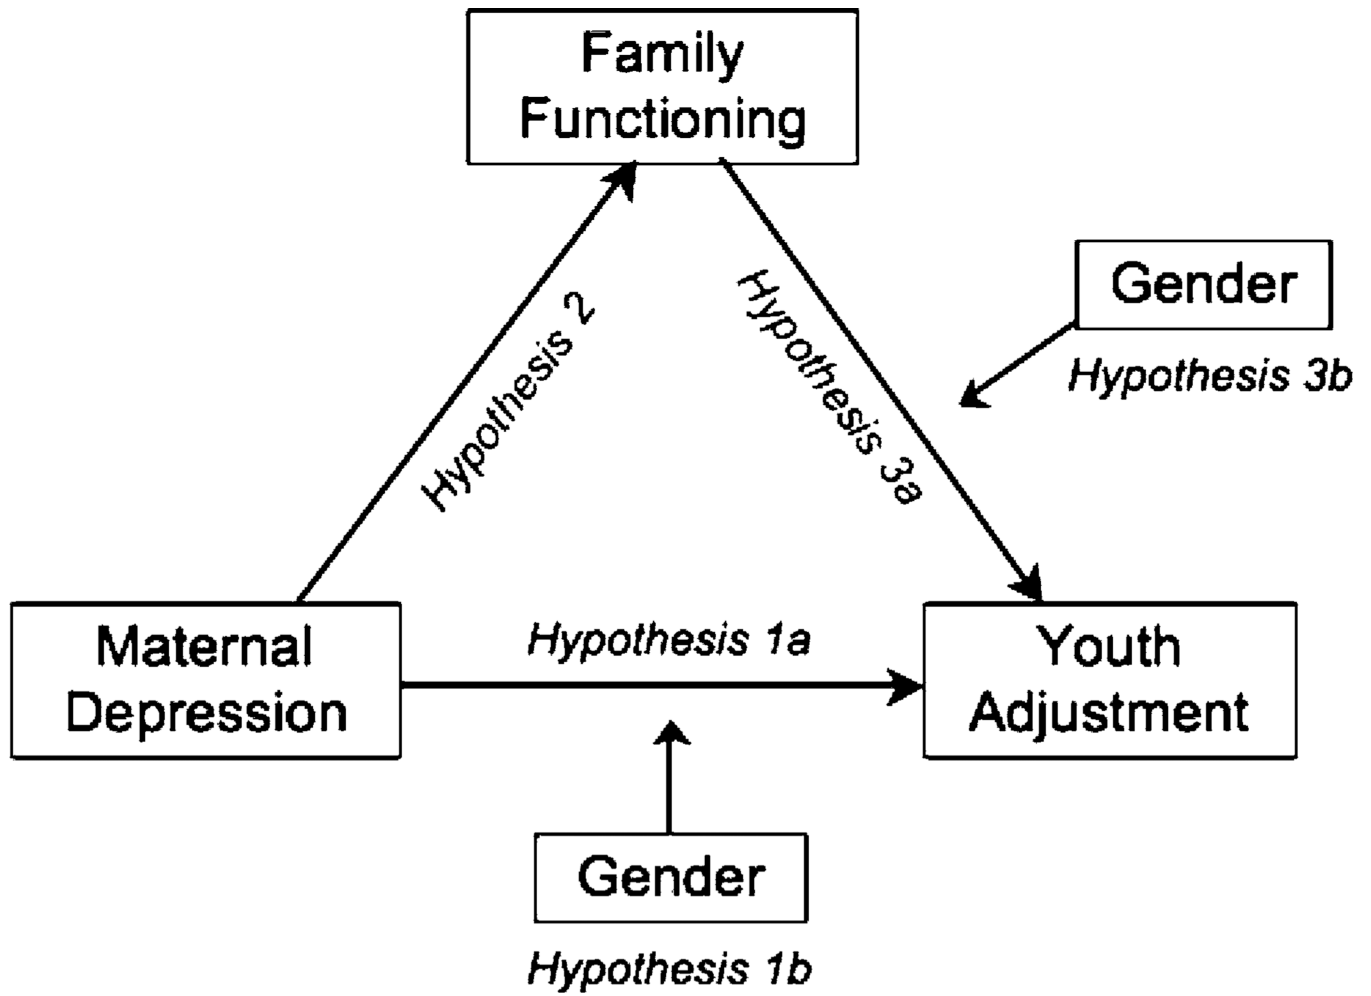 Family
Functioning
Gender
Hypothesis 3b
Hypothesis 2
Hypothesis 3a
Maternal
Depression
Hypothesis 1a
Youth
Adjustment
Gender
Hypothesis 1b